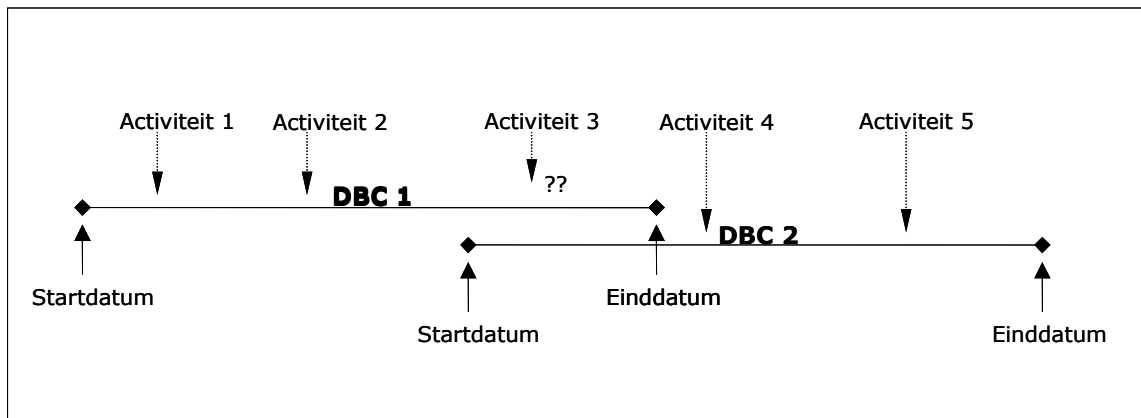 Activiteit 1
Activiteit 2
Activiteit 3
Activiteit 4
Activiteit 5
??
DBC 1
DBC 2
Startdatum
Einddatum
Startdatum
Einddatum